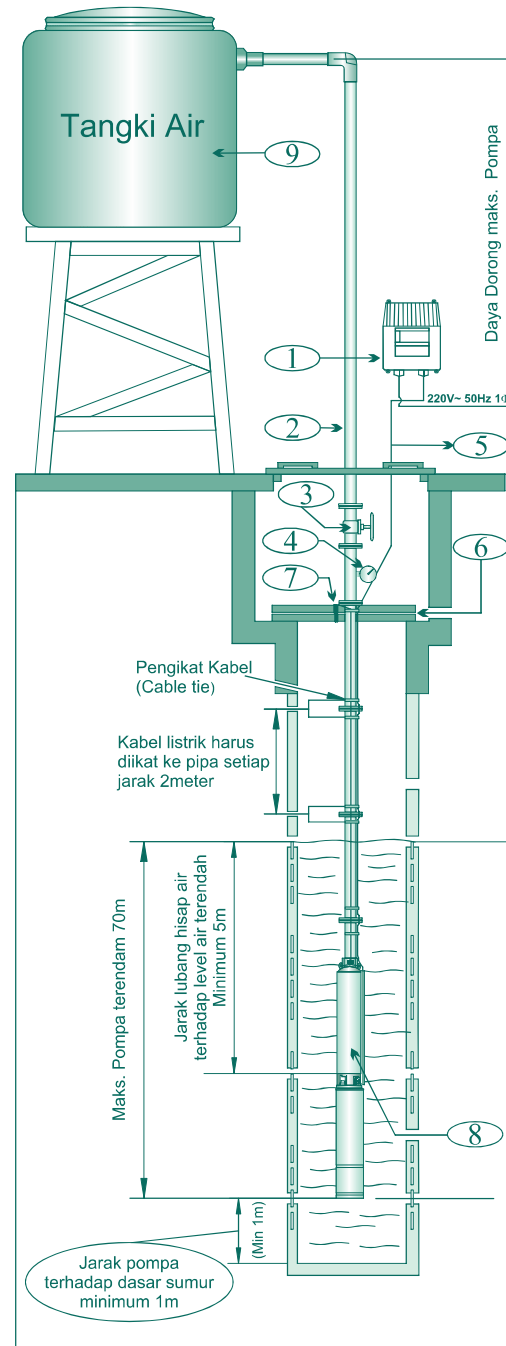 Tangki Air
9
Daya Dorong maks. Pompa
1
220V~ 50Hz 1Φ
2
5
3
4
6
7
Pengikat Kabel
(Cable tie)
Kabel listrik harus
diikat ke pipa setiap
jarak 2meter
Maks. Pompa terendam 70m
Jarak lubang hisap air
terhadap level air terendah
Minimum 5m
8
(Min 1m)
Jarak pompa
terhadap dasar sumur
minimum 1m